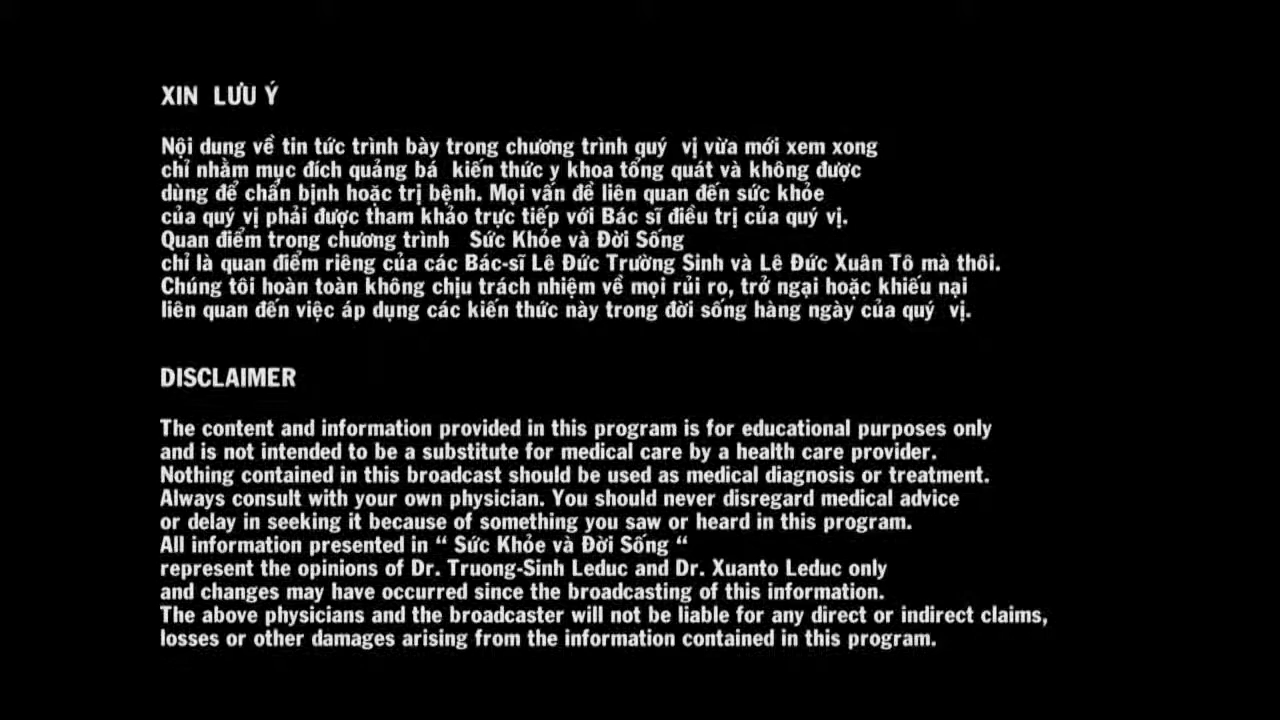 XIN LƯU Ý
Nội dung về tin tức trình bày trong chương trình quý vị vừa mới xem xong
chỉ nhằm mục đích quảng bá kiến thức y khoa tổng quát và không được
dùng để chẩn bịnh hoặc trị bệnh. Mọi vấn đề liên quan đến sức khỏe
của quý vị phải được tham khảo trực tiếp với Bác sĩ điều trị của quý vị.
Quan điểm trong chương trình Sức Khỏe và Đời Sống
chỉ là quan điểm riêng của các Bác-sĩ Lê Đức Trường Sinh và Lê Đức Xuân Tô mà thôi.
Chúng tôi hoàn toàn không chịu trách nhiệm về mọi rủi ro, trở ngại hoặc khiếu nại
liên quan đến việc áp dụng các kiến thức này trong đời sống hàng ngày của quý vị.
DISCLAIMER
The content and information provided in this program is for educational purposes only
and is not intended to be a substitute for medical care by a health care provider.
Nothing contained in this broadcast should be used as medical diagnosis or treatment.
Always consult with your own physician. You should never disregard medical advice
or delay in seeking it because of something you saw or heard in this program.
All information presented in “ Sức Khỏe và Đời Sống “
represent the opinions of Dr. Truong-Sinh Leduc and Dr. Xuanto Leduc only
and changes may have occurred since the broadcasting of this information.
The above physicians and the broadcaster will not be liable for any direct or indirect claims,
losses or other damages arising from the information contained in this program.